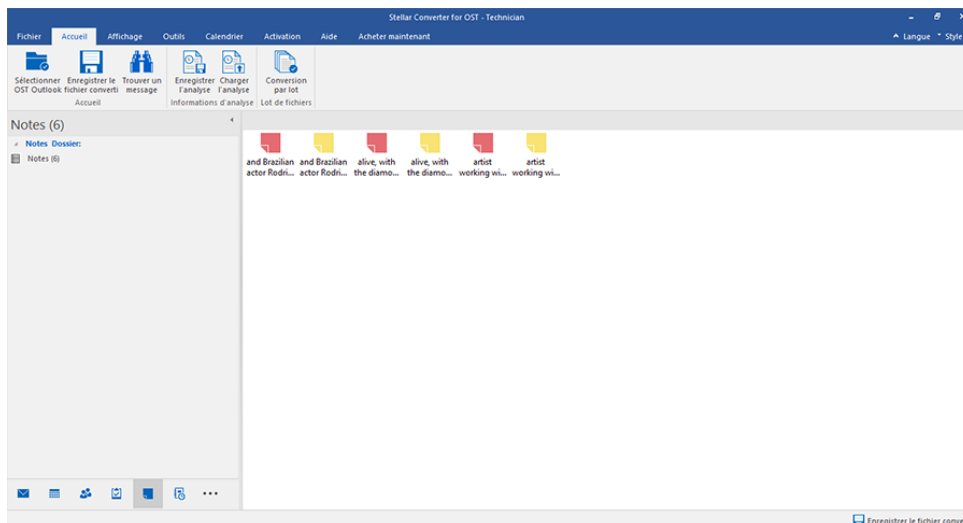 Stellar Converter for OST - Technician
Fichier Accueil Affichage Outils Calendrier Activation Aide Acheter maintenant
Langue Style
Sélectionner Enregistrer le Trouver un Enregistrer Charger Conversion
OST Outlook fichier converti message l'analyse l'analyse par lot
Accueil Informations d'analyse Lot de fichiers
Notes (6)
Notes Dossier:
Notes (6)
and Brazilian and Brazilian alive, with alive, with artist artist
actor Rodri... actor Rodri... the diamo... the diamo... working wi... working wi...
Enregistrer le fichier conve